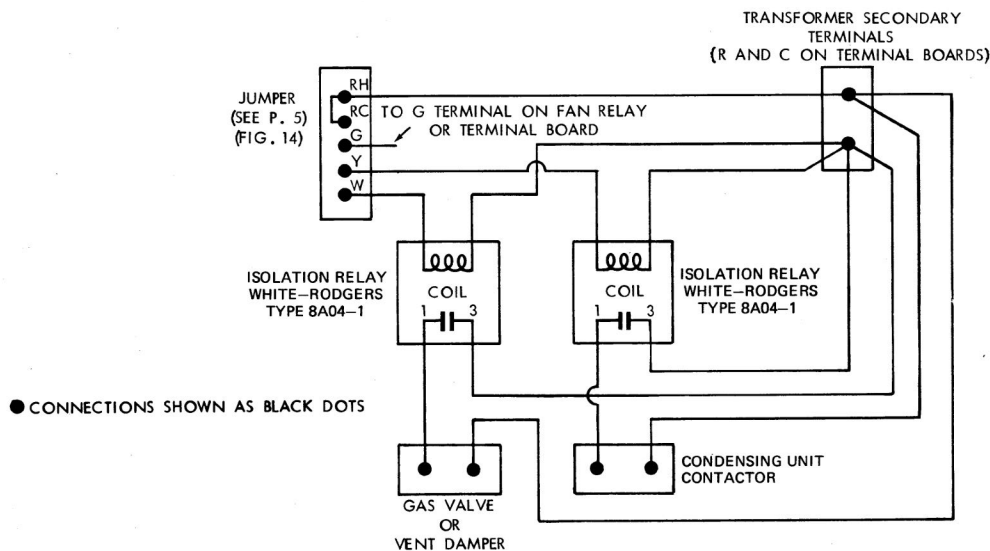 TRANSFORMER SECONDARY
TERMINALS
(R AND C ON TERMINAL BOARDS)
JUMPER
(SEE P. 5)
(FIG. 14)
RH
RC
G
Y
W
TO G TERMINAL ON FAN RELAY
OR TERMINAL BOARD
ISOLATION RELAY
WHITE–RODGERS
TYPE 8A04–1
COIL
1
3
COIL
1
3
ISOLATION RELAY
WHITE–RODGERS
TYPE 8A04–1
CONNECTIONS SHOWN AS BLACK DOTS
GAS VALVE
OR
VENT DAMPER
CONDENSING UNIT
CONTACTOR